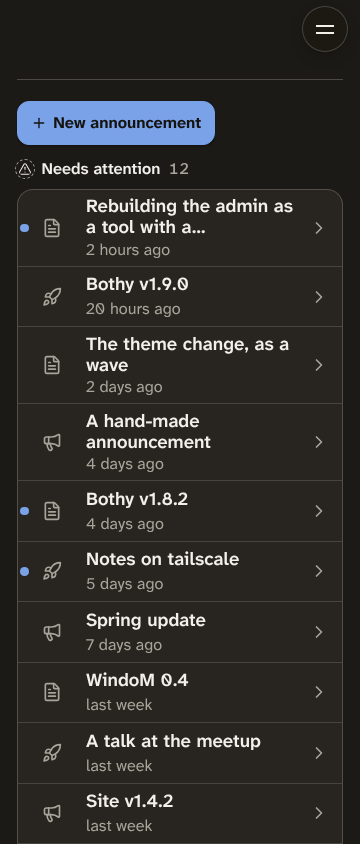 + New announcement
Needs attention 12
Rebuilding the admin as
a tool with a...
2 hours ago
Bothy v1.9.0
20 hours ago
The theme change, as a
wave
2 days ago
A hand-made
announcement
4 days ago
Bothy v1.8.2
4 days ago
Notes on tailscale
5 days ago
Spring update
7 days ago
WindoM 0.4
last week
A talk at the meetup
last week
Site v1.4.2
last week